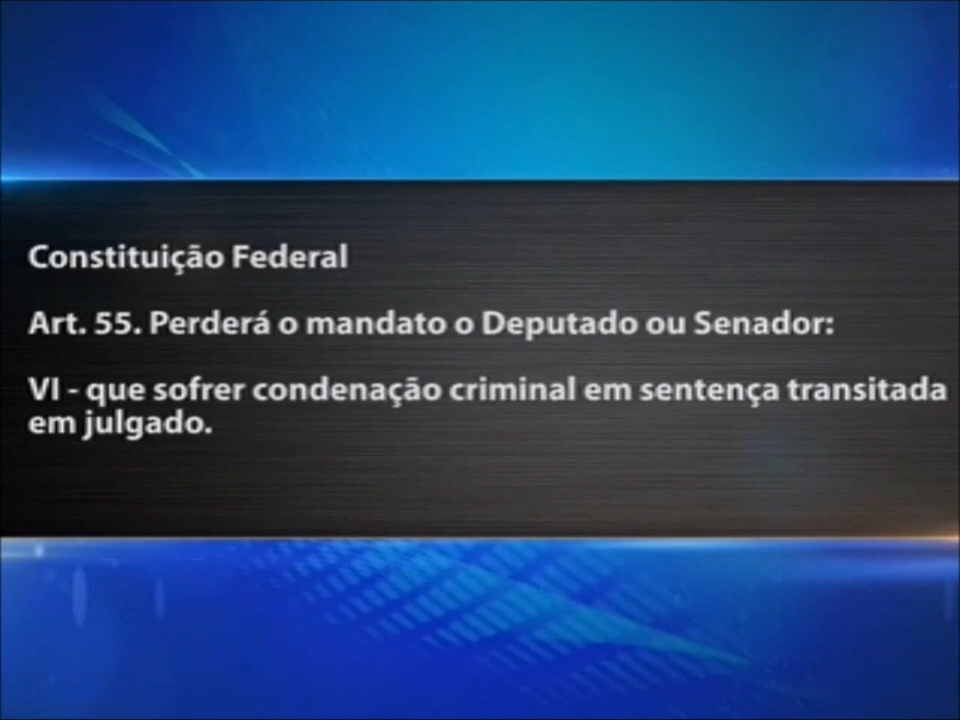 Constituição Federal
Art. 55. Perderá o mandato o Deputado ou Senador:
VI - que sofrer condenação criminal em sentença transitada
em julgado.